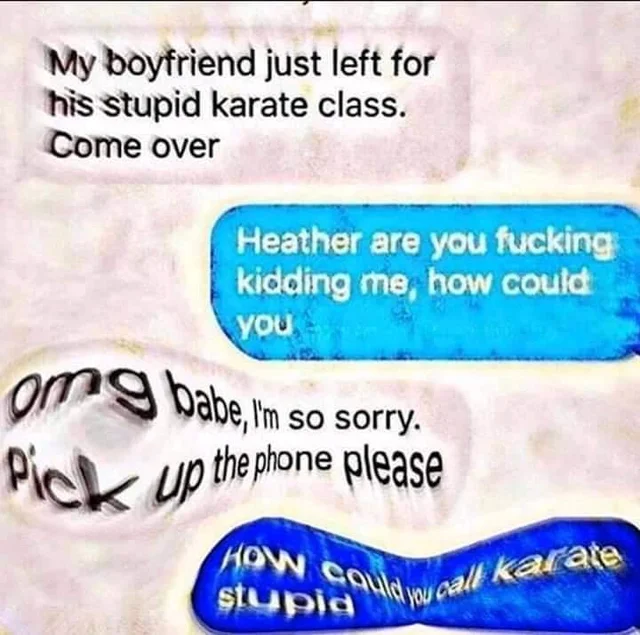 My boyfriend just left for
his stupid karate class.
Come over
Heather are you fucking
kidding me, how could
you
omg babe, I'm so sorry.
Pick up the phone please
HOW could you call karate
stupid